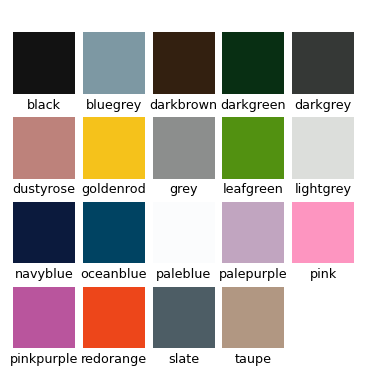 black bluegrey darkbrown darkgreen darkgrey
dustyrose goldenrod grey leafgreen lightgrey
navyblue oceanblue paleblue palepurple pink
pinkpurple redorange slate taupe